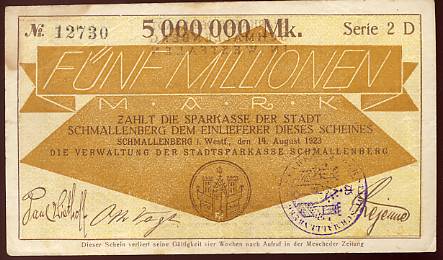 № 12730 5,000,000 Mk. Serie 2 D
FÜNF MILLIONEN
MARK
ZAHLT DIE SPARKASSE DER STADT
SCHMALLENBERG DEM EINLIEFERER DIESES SCHEINES
SCHMALLENBERG i. Westf., den 14. August 1923
DIE VERWALTUNG DER STADTSPARKASSE SCHMALLENBERG
Dieser Schein verliert seine Gültigkeit vier Wochen nach Aufruf in der Mescheder Zeitung